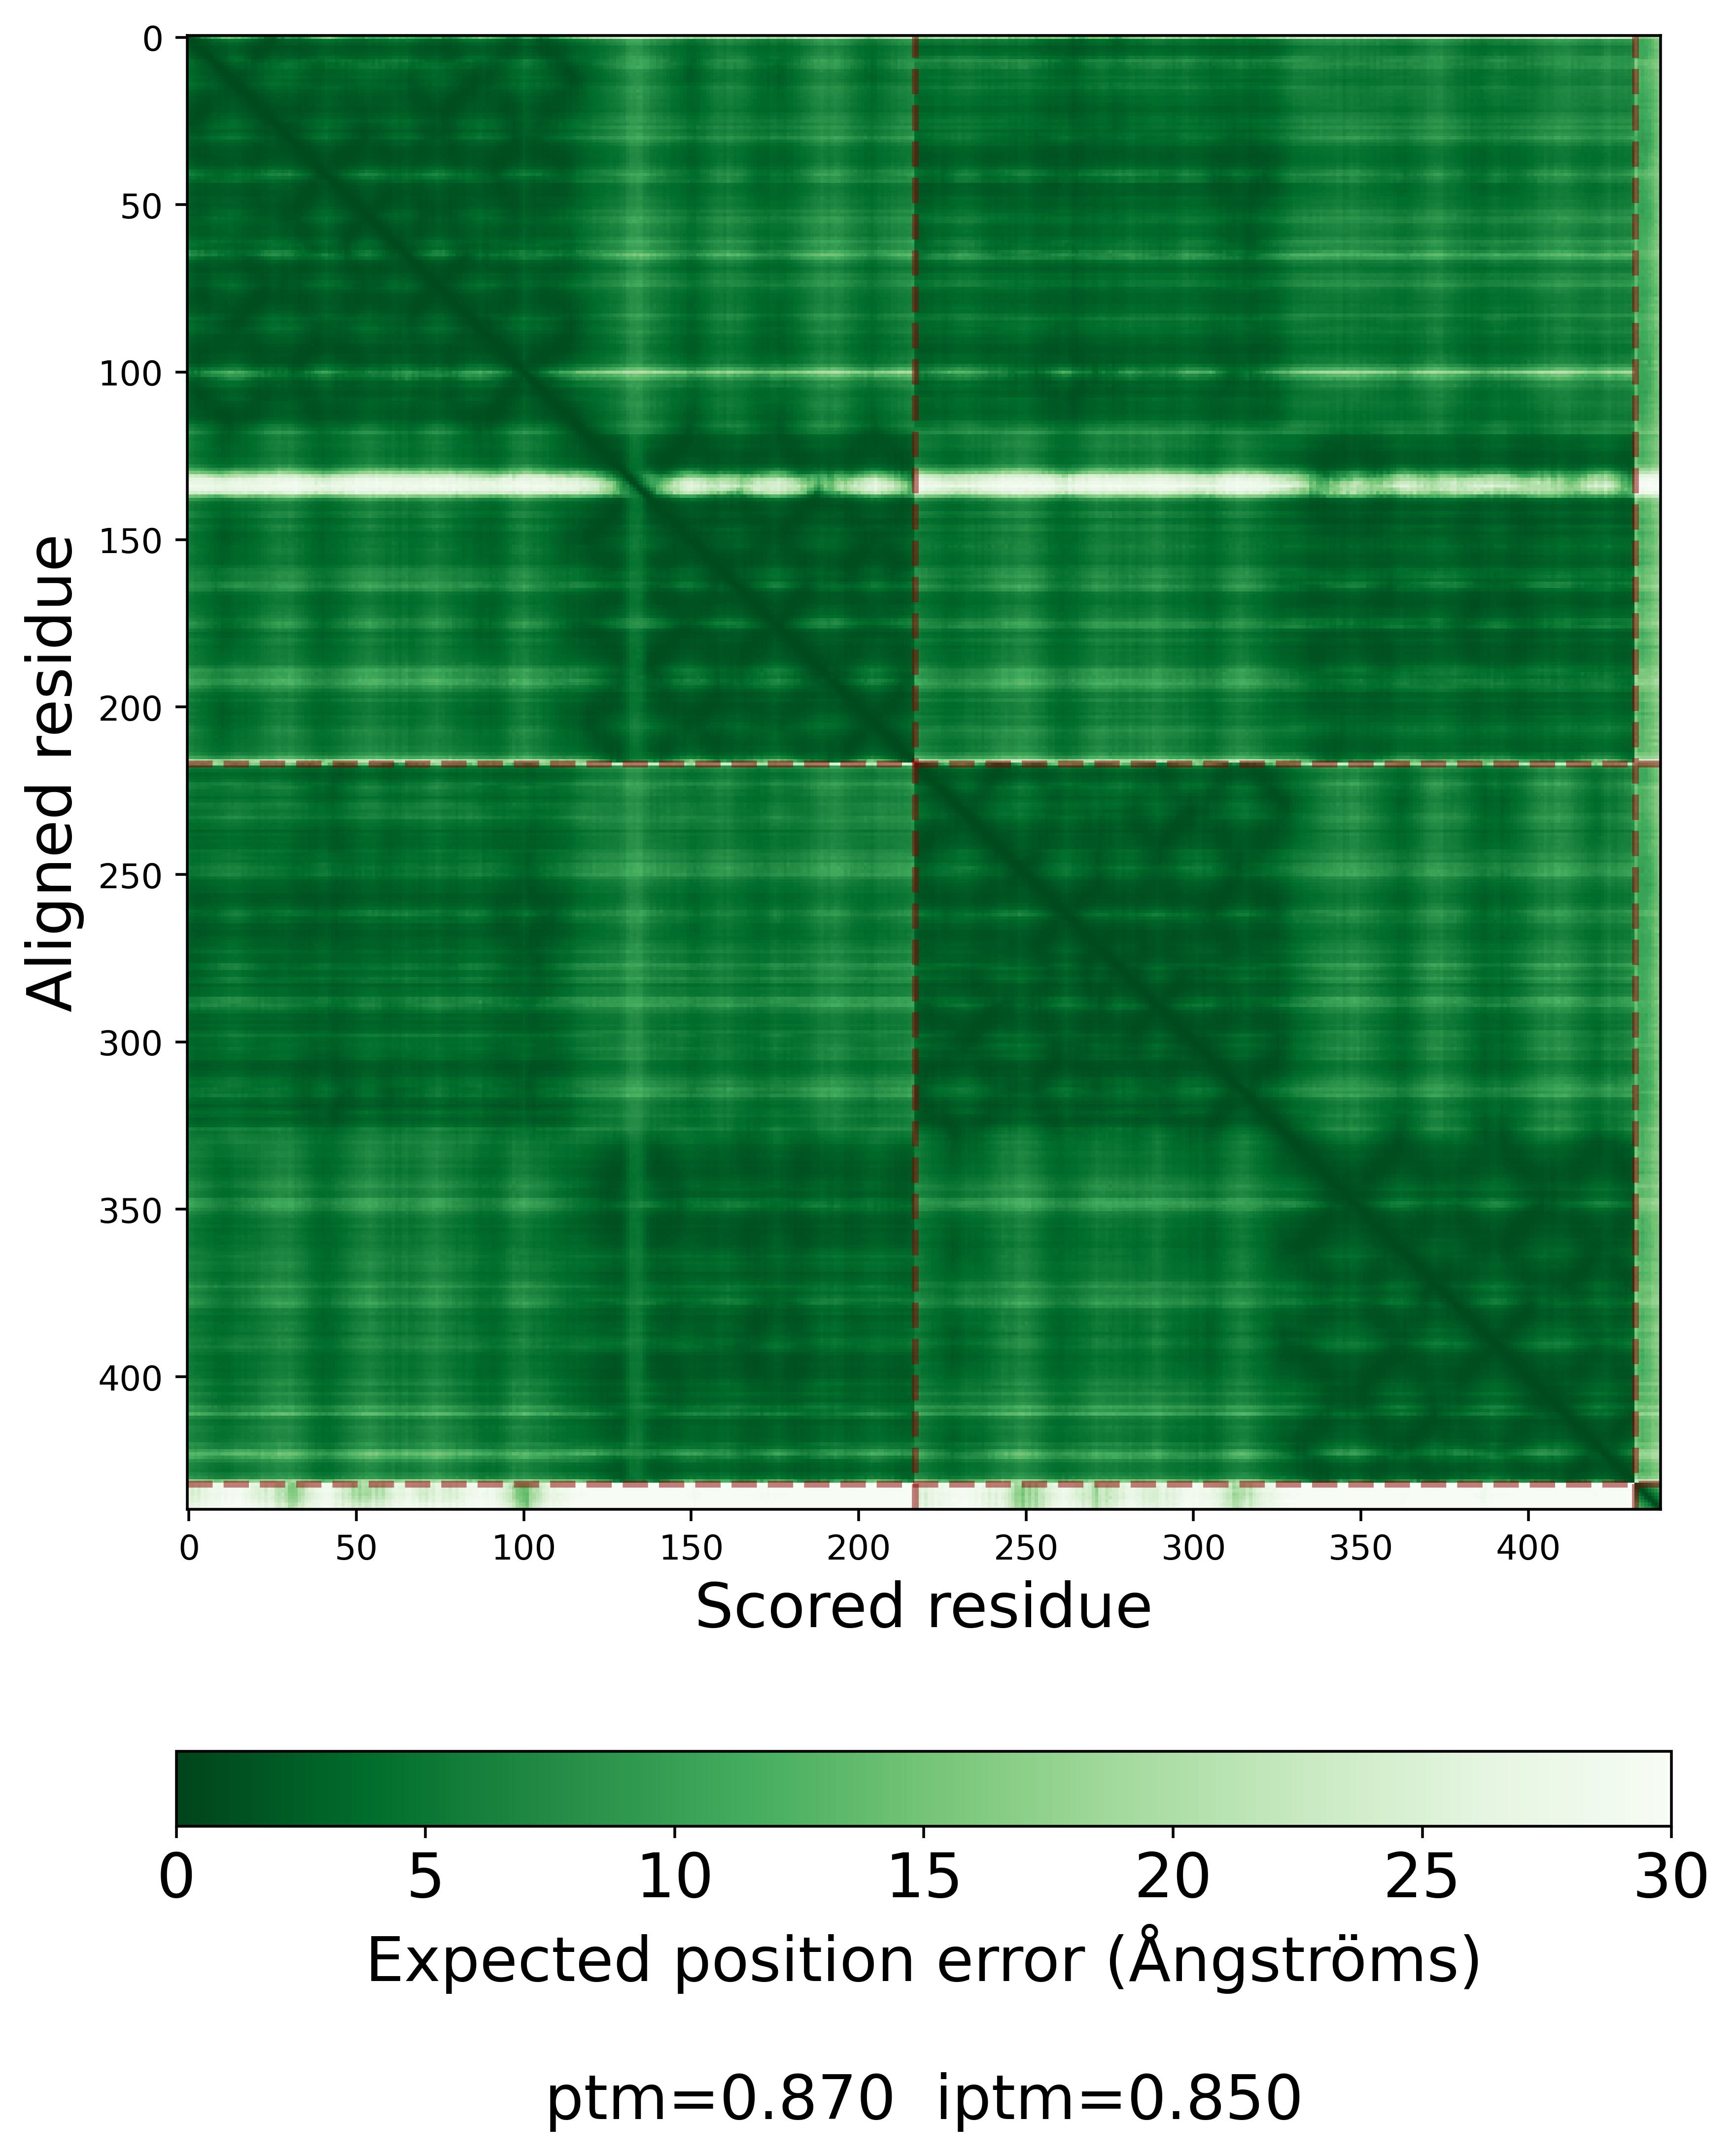 0
50
100
150
200
250
300
350
400
Aligned residue
0 50 100 150 200 250 300 350 400
Scored residue
0 5 10 15 20 25 30
Expected position error (Ångströms)
ptm=0.870 iptm=0.850